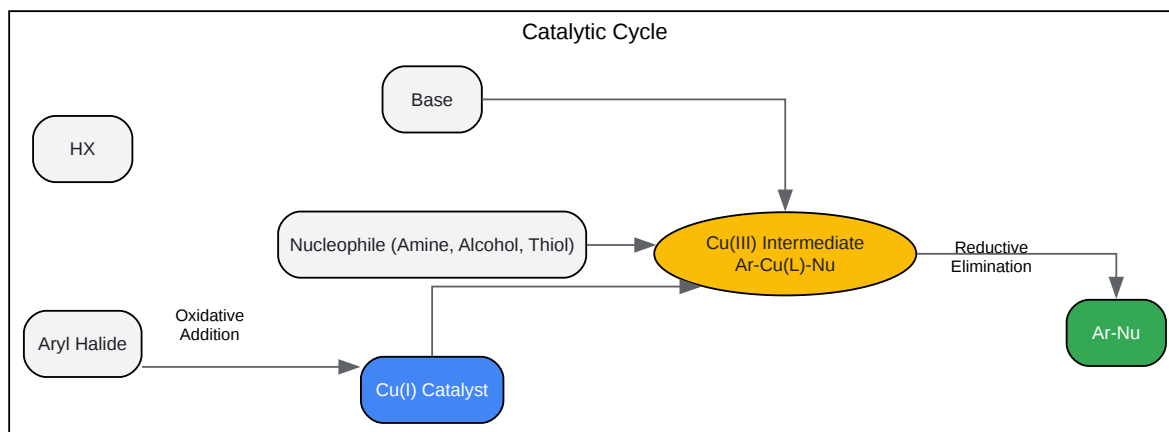 Catalytic Cycle
Base
HX
Nucleophile (Amine, Alcohol, Thiol)
Cu(III) Intermediate
Ar-Cu(L)-Nu
Reductive
Elimination
Oxidative
Addition
Aryl Halide
Ar-Nu
Cu(I) Catalyst